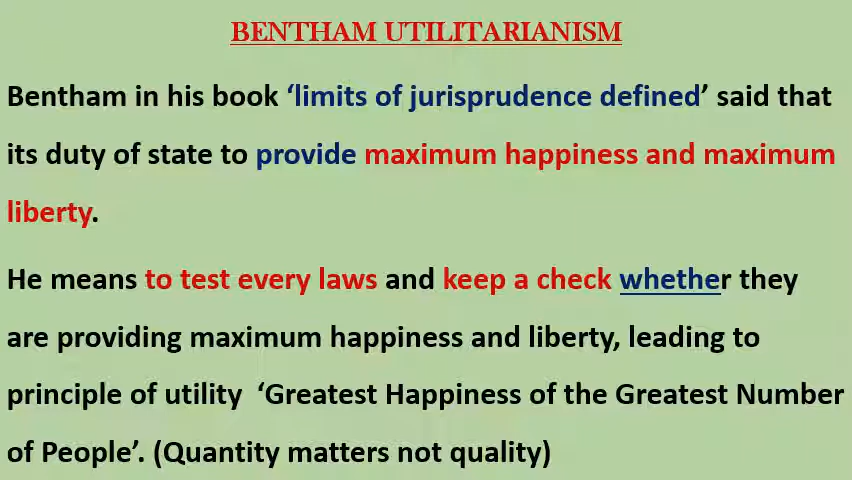 BENTHAM UTILITARIANISM
Bentham in his book ‘limits of jurisprudence defined’ said that
its duty of state to provide maximum happiness and maximum
liberty.
He means to test every laws and keep a check whether they
are providing maximum happiness and liberty, leading to
principle of utility ‘Greatest Happiness of the Greatest Number
of People’. (Quantity matters not quality)